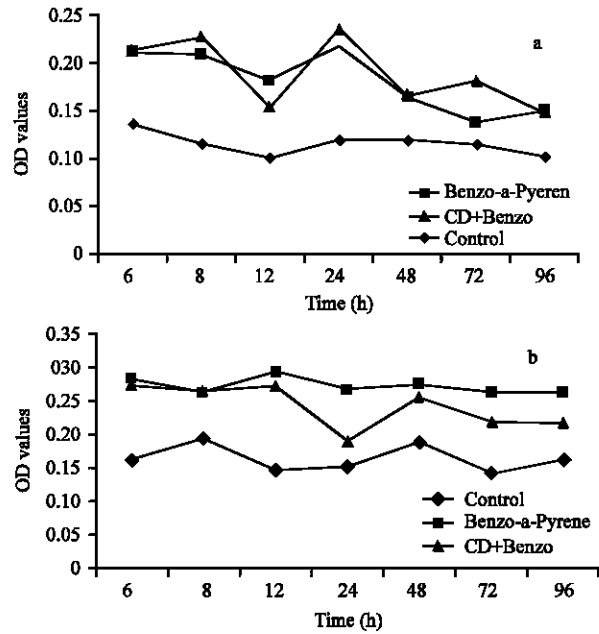 0.25
a
0.20
0.15
0.10
0.05
0
OD values
Benzo-a-Pyeren
CD+Benzo
Control
6 8 12 24 48 72 96
Time (h)
0.35
b
030
0.25
0.20
0.15
0.10
0.05
0
OD values
Control
Benzo-a-Pyrene
CD+Benzo
6 8 12 24 48 72 96
Time (h)